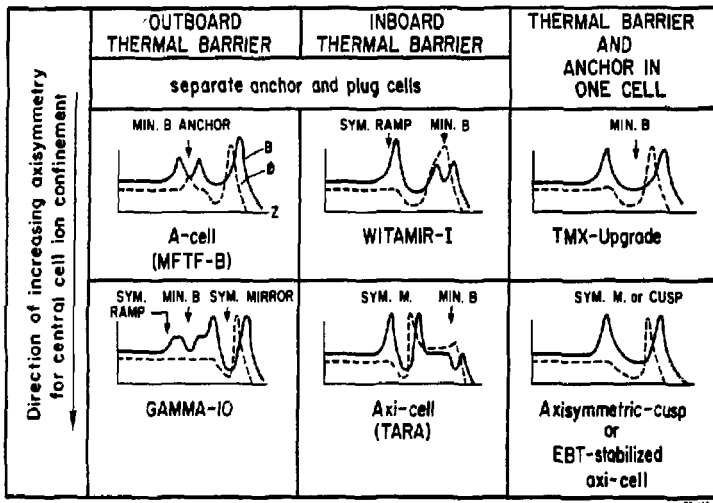 OUTBOARD
THERMAL BARRIER
INBOARD
THERMAL BARRIER
THERMAL BARRIER
AND
ANCHOR IN
ONE CELL
separate anchor and plug cells
Direction of increasing axisymmetry
for central cell ion confinement
MIN. B ANCHOR
B
Ø
Z
A-cell
(MFTF-B)
SYM. RAMP
MIN. B
WITAMIR-I
MIN. B
TMX-Upgrade
SYM. MIN. B SYM. MIRROR
RAMP
GAMMA-10
SYM. M.
MIN. B
Axi-cell
(TARA)
SYM. M. or CUSP
Axisymmetric-cusp
or
EBT-stabilized
axi-cell